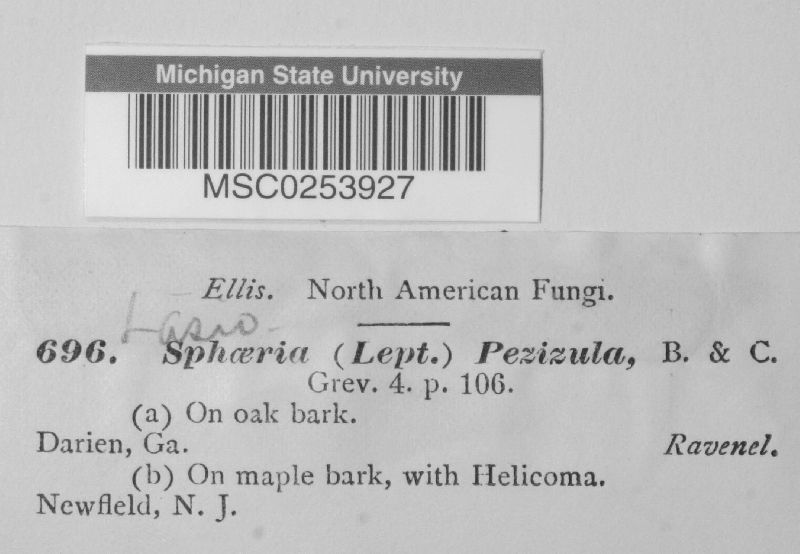 Michigan State University
MSC0253927
Ellis. North American Fungi.
Lasio-
696. Sphæria (Lept.) Pezizula, B. & C.
Grev. 4. p. 106.
(a) On oak bark.
Darien, Ga. Ravenel.
(b) On maple bark, with Helicoma.
Newfield, N. J.